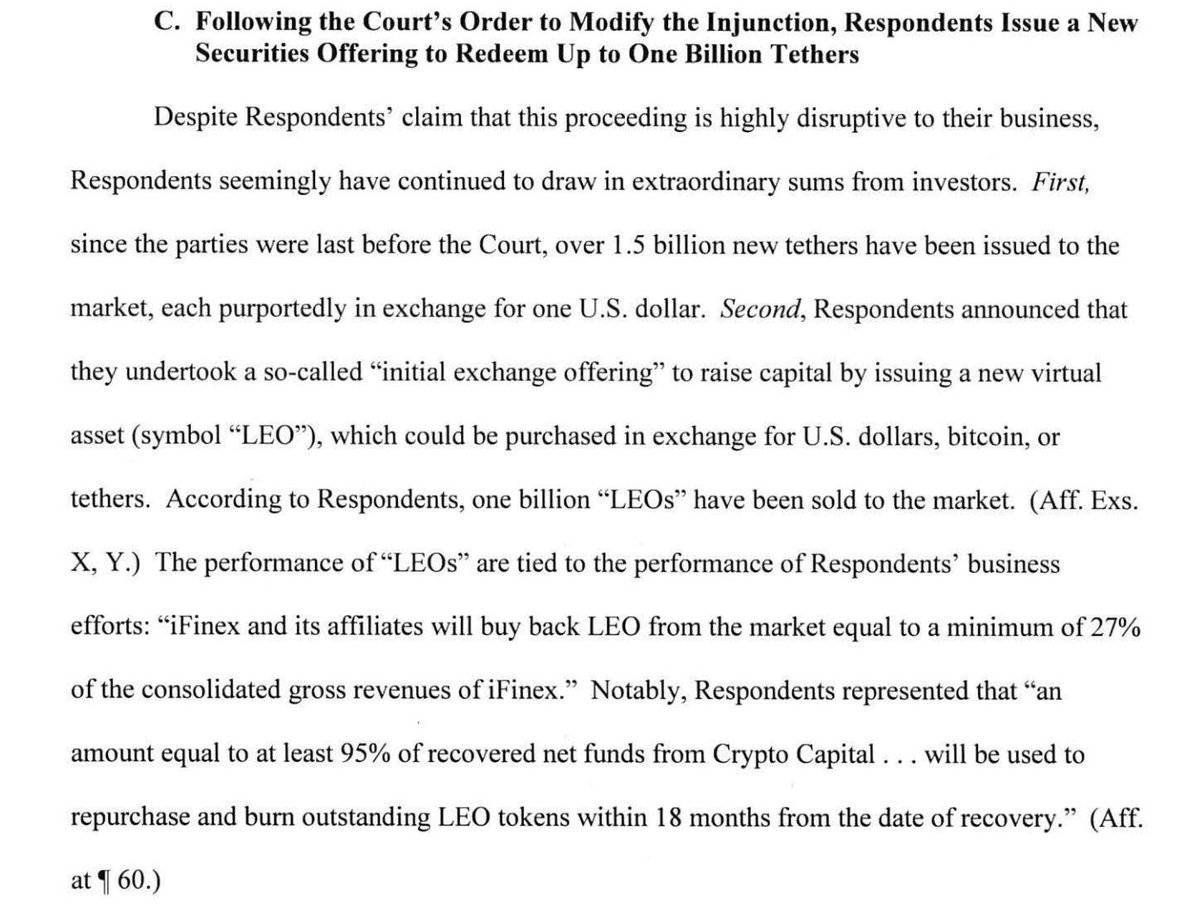 C. Following the Court’s Order to Modify the Injunction, Respondents Issue a New
Securities Offering to Redeem Up to One Billion Tethers
Despite Respondents’ claim that this proceeding is highly disruptive to their business,
Respondents seemingly have continued to draw in extraordinary sums from investors. First,
since the parties were last before the Court, over 1.5 billion new tethers have been issued to the
market, each purportedly in exchange for one U.S. dollar. Second, Respondents announced that
they undertook a so-called “initial exchange offering” to raise capital by issuing a new virtual
asset (symbol “LEO”), which could be purchased in exchange for U.S. dollars, bitcoin, or
tethers. According to Respondents, one billion “LEOs” have been sold to the market. (Aff. Exs.
X, Y.) The performance of “LEOs” are tied to the performance of Respondents’ business
efforts: “iFinex and its affiliates will buy back LEO from the market equal to a minimum of 27%
of the consolidated gross revenues of iFinex.” Notably, Respondents represented that “an
amount equal to at least 95% of recovered net funds from Crypto Capital . . . will be used to
repurchase and burn outstanding LEO tokens within 18 months from the date of recovery.” (Aff.
at ¶ 60.)